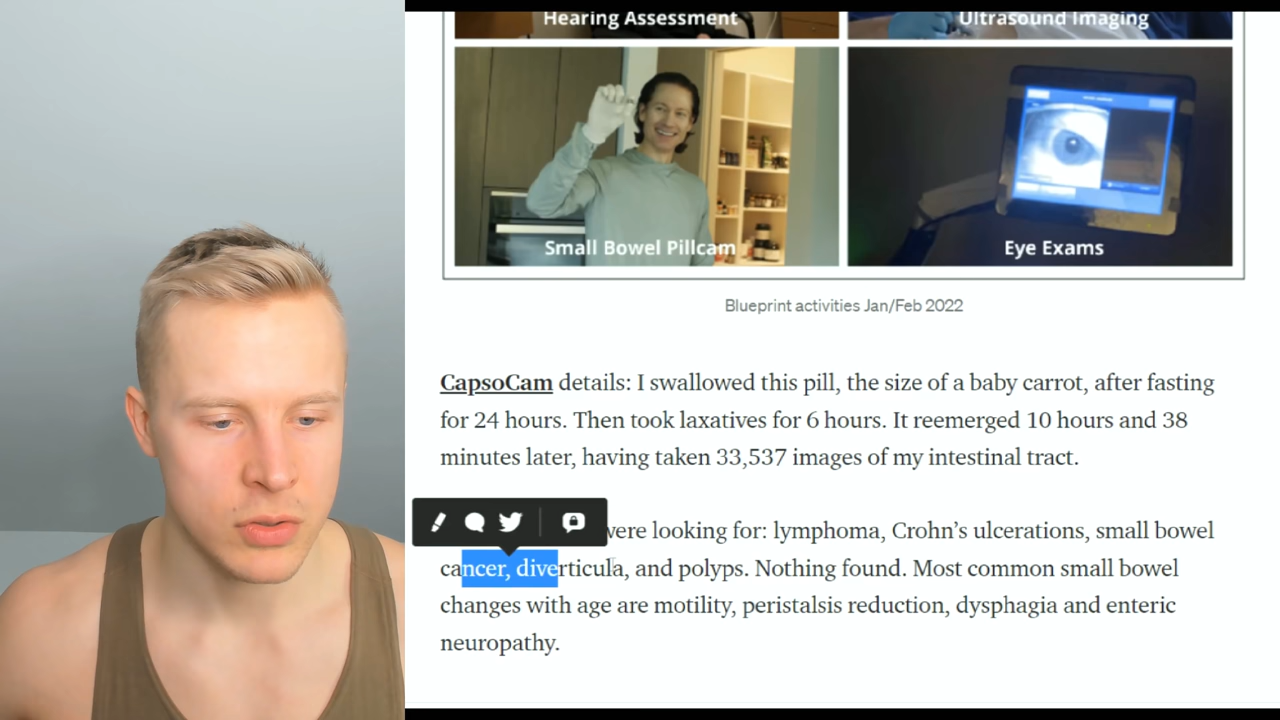 Hearing Assessment
Ultrasound Imaging
Small Bowel Pillcam
Eye Exams
Blueprint activities Jan/Feb 2022
CapsoCam details: I swallowed this pill, the size of a baby carrot, after fasting
for 24 hours. Then took laxatives for 6 hours. It reemerged 10 hours and 38
minutes later, having taken 33,537 images of my intestinal tract.
were looking for: lymphoma, Crohn’s ulcerations, small bowel
cancer, diverticula, and polyps. Nothing found. Most common small bowel
changes with age are motility, peristalsis reduction, dysphagia and enteric
neuropathy.